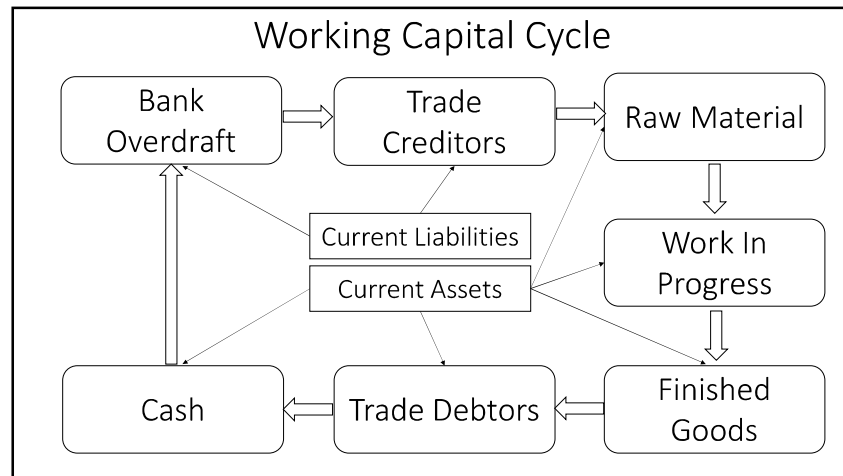 Working Capital Cycle
Bank
Overdraft
Trade
Creditors
Raw Material
Current Liabilities
Current Assets
Work In
Progress
Cash
Trade Debtors
Finished
Goods